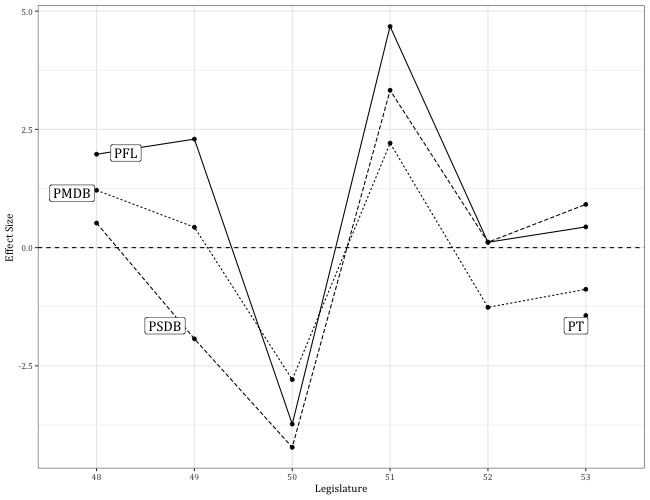 5.0
2.5
0.0
-2.5
Effect Size
PFL
PMDB
PSDB
PT
48 49 50 51 52 53
Legislature